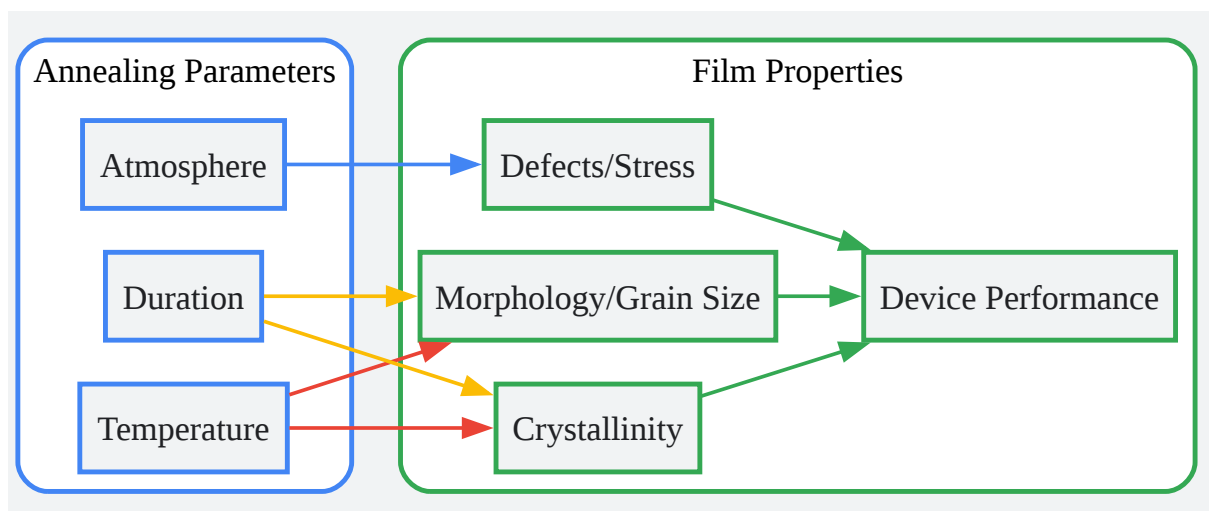 Annealing Parameters
Film Properties
Atmosphere
Defects/Stress
Duration
Morphology/Grain Size
Device Performance
Temperature
Crystallinity